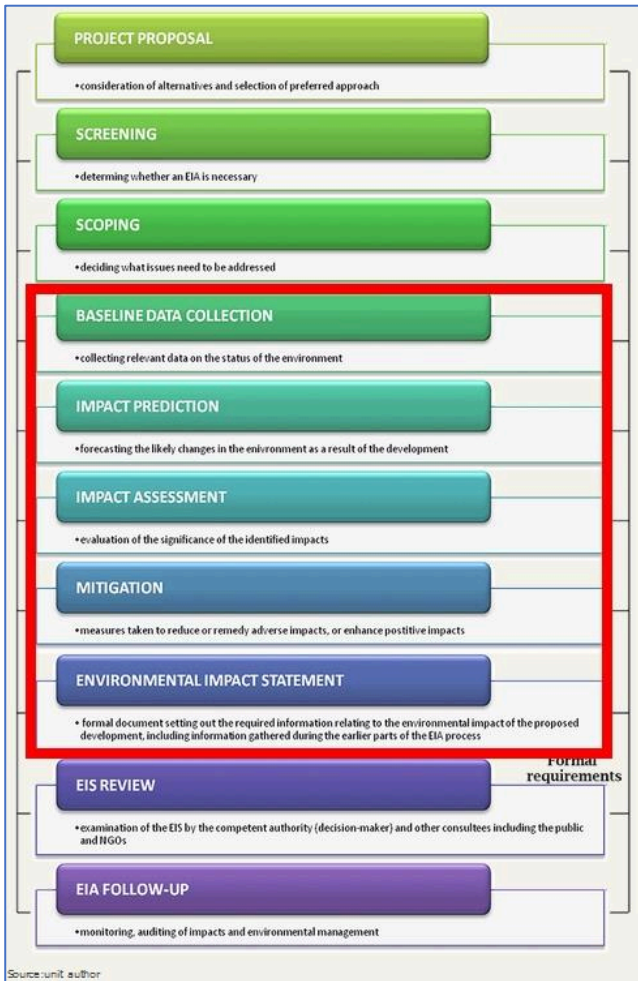 PROJECT PROPOSAL
•consideration of alternatives and selection of preferred approach
SCREENING
•determing whether an EIA is necessary
SCOPING
•deciding what issues need to be addressed
BASELINE DATA COLLECTION
•collecting relevant data on the status of the environment
IMPACT PREDICTION
•forecasting the likely changes in the enivronment as a result of the development
IMPACT ASSESSMENT
•evaluation of the significance of the identified impacts
MITIGATION
•measures taken to reduce or remedy adverse impacts, or enhance postitive impacts
ENVIRONMENTAL IMPACT STATEMENT
• formal document setting out the required information relating to the environmental impact of the proposed
development, including information gathered during the earlier parts of the EIA process
Formal
requirements
EIS REVIEW
•examination of the EIS by the competent authority (decision-maker) and other consultees including the public
and NGOs
EIA FOLLOW-UP
•monitoring, auditing of impacts and environmental management
Source:unit author